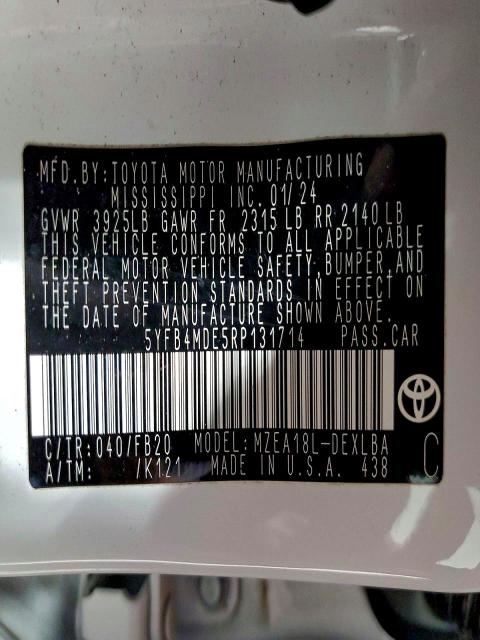 MFD. BY: TOYOTA MOTOR MANUFACTURING
MISSISSIPPI INC. 01/24
GVWR 3925LB GAWR FR 2315 LB RR 2140 LB
THIS VEHICLE CONFORMS TO ALL APPLICABLE
FEDERAL MOTOR VEHICLE SAFETY, BUMPER, AND
THEFT PREVENTION STANDARDS IN EFFECT ON
THE DATE OF MANUFACTURE SHOWN ABOVE.
5YFB4MDE5RP131714 PASS. CAR
C/TR: 040/FB20 MODEL: MZEA18L-DEXLBA
A/TM: /K121 MADE IN U.S.A. 438 C